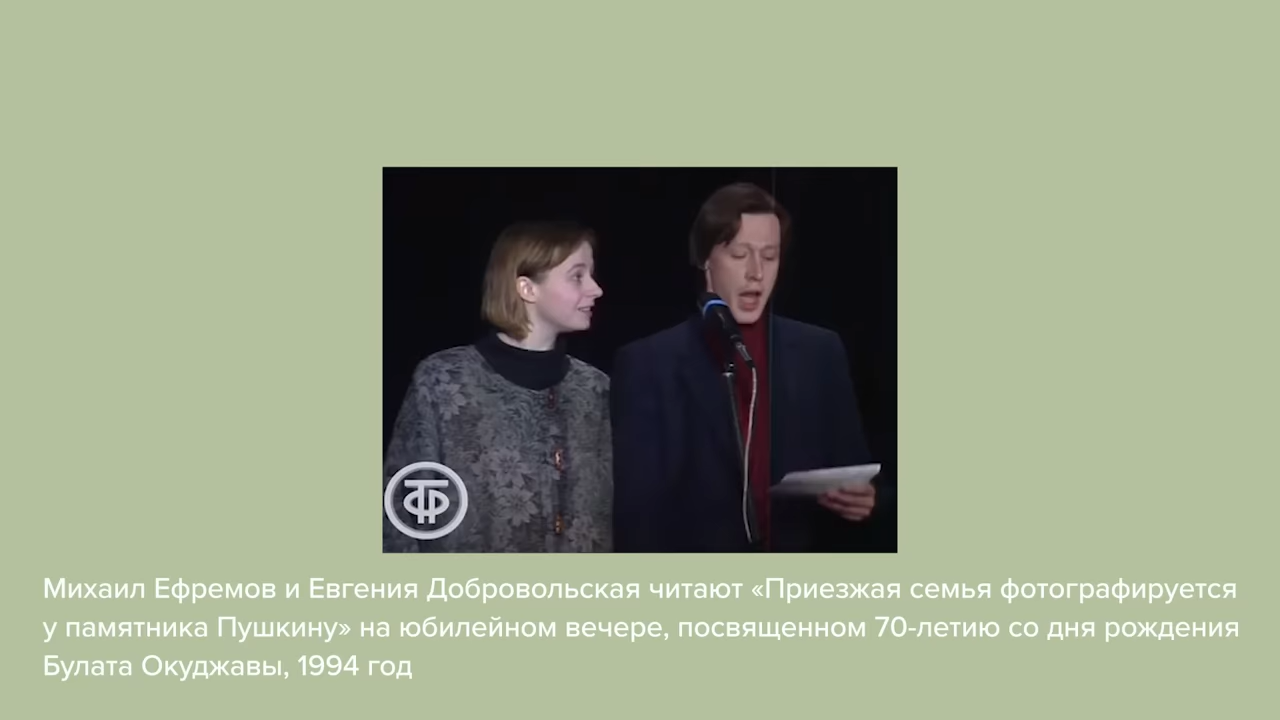 Михаил Ефремов и Евгения Добровольская читают «Приезжая семья фотографируется
у памятника Пушкину» на юбилейном вечере, посвященном 70-летию со дня рождения
Булата Окуджавы, 1994 год